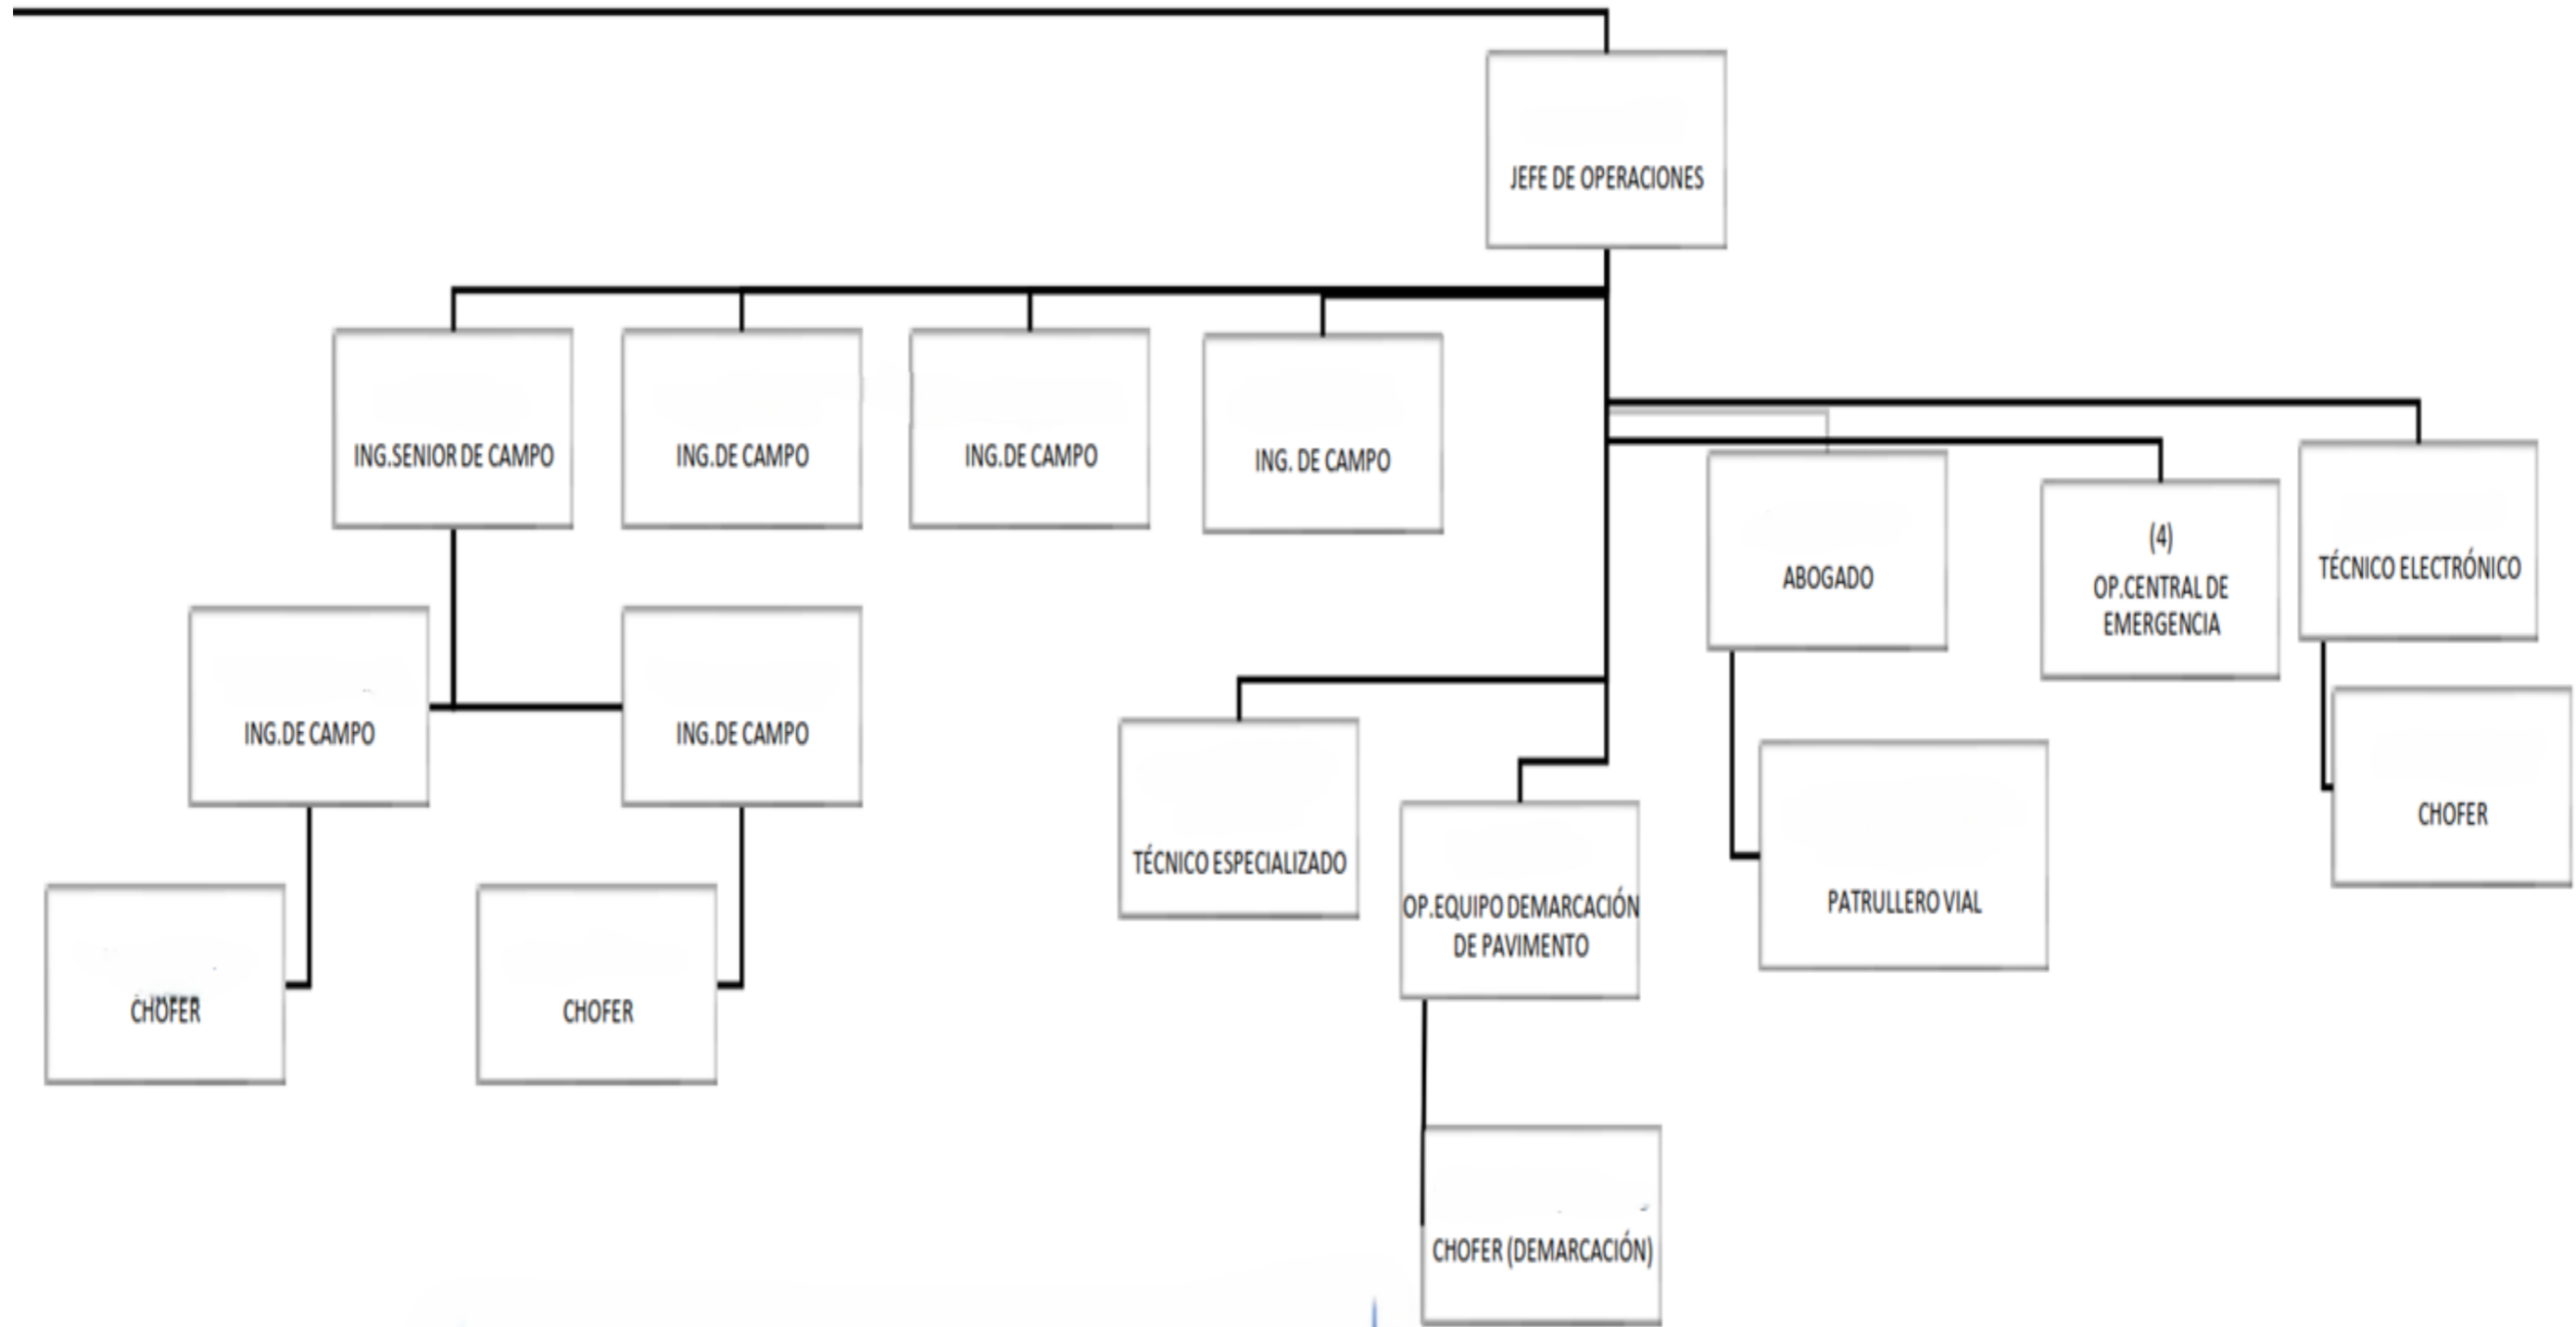 JEFE DE OPERACIONES
ING.SENIOR DE CAMPO
ING.DE CAMPO
ING.DE CAMPO
ING. DE CAMPO
ABOGADO
(4)
OP.CENTRAL DE
EMERGENCIA
TÉCNICO ELECTRÓNICO
ING.DE CAMPO
ING.DE CAMPO
TÉCNICO ESPECIALIZADO
OP.EQUIPO DEMARCACIÓN
DE PAVIMENTO
PATRULLERO VIAL
CHOFER
CHOFER
CHOFER
CHOFER (DEMARCACIÓN)